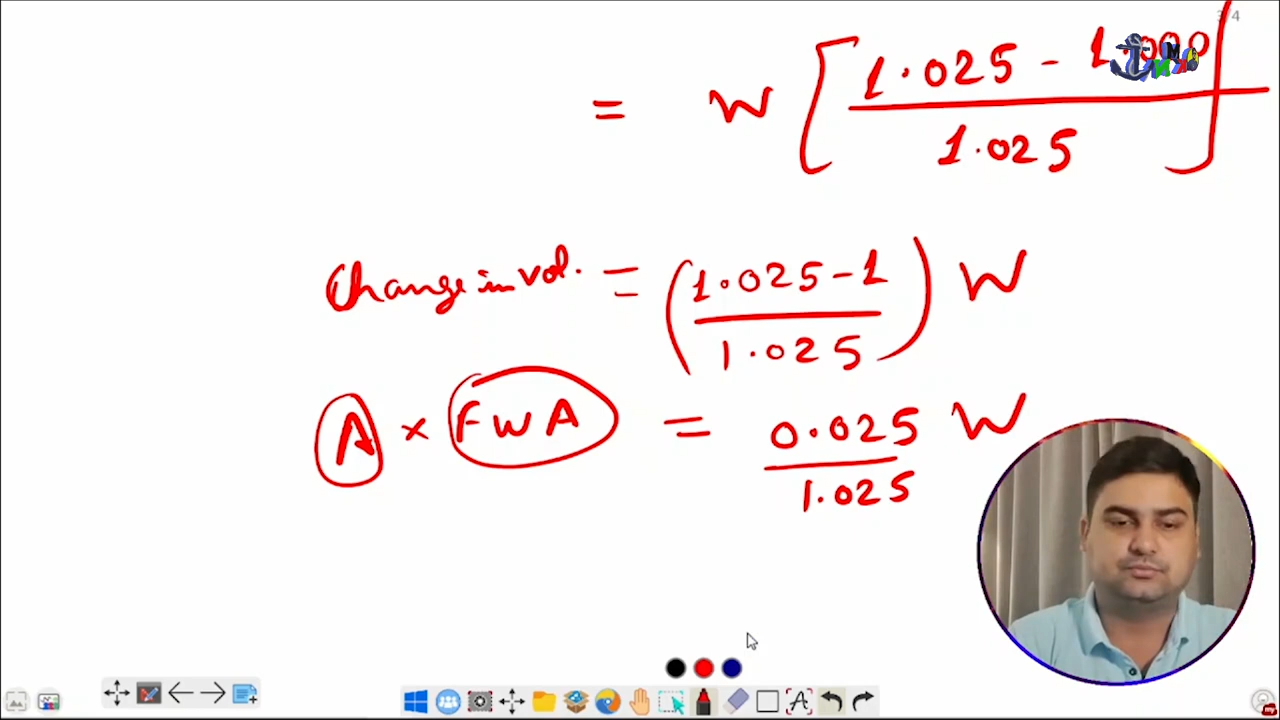 = W [ 1.025 - 1.000 / 1.025 ]
Change in vol. = ( 1.025 - 1 / 1.025 ) W
A × FWA = 0.025 / 1.025 W